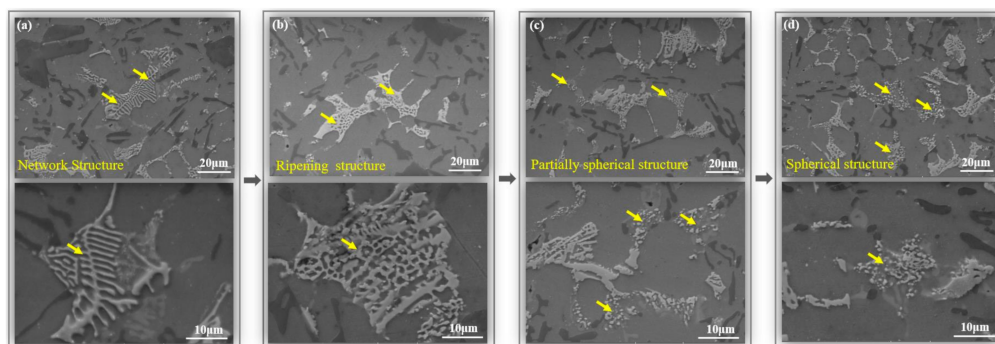 (a)
Network Structure
20μm
10μm
(b)
Ripening structure
20μm
10μm
(c)
Partially spherical structure
20μm
10μm
(d)
Spherical structure
20μm
10μm